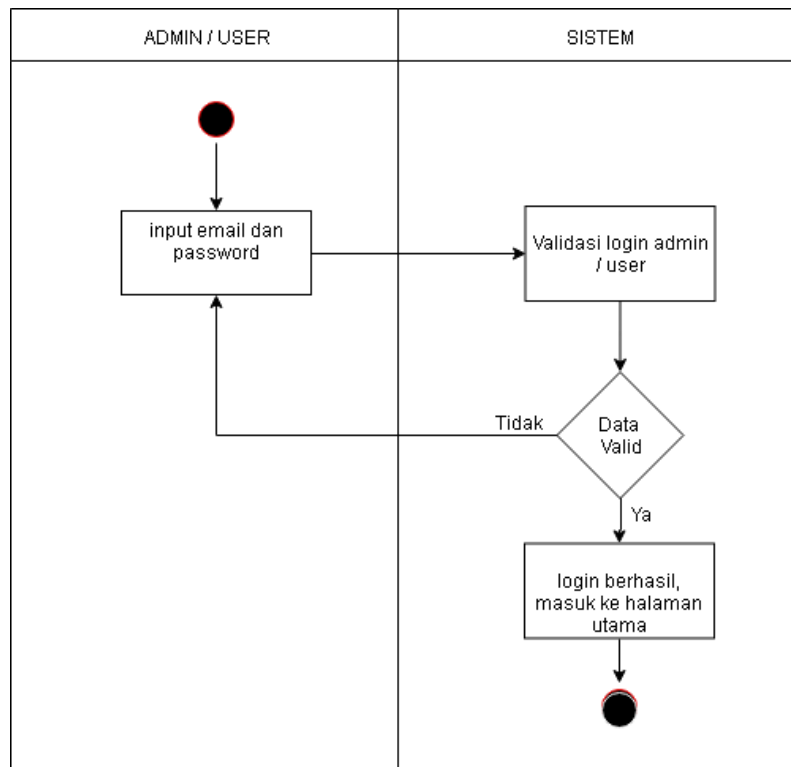 ADMIN / USER
SISTEM
input email dan
password
Validasi login admin
/ user
Tidak
Data
Valid
Ya
login berhasil,
masuk ke halaman
utama